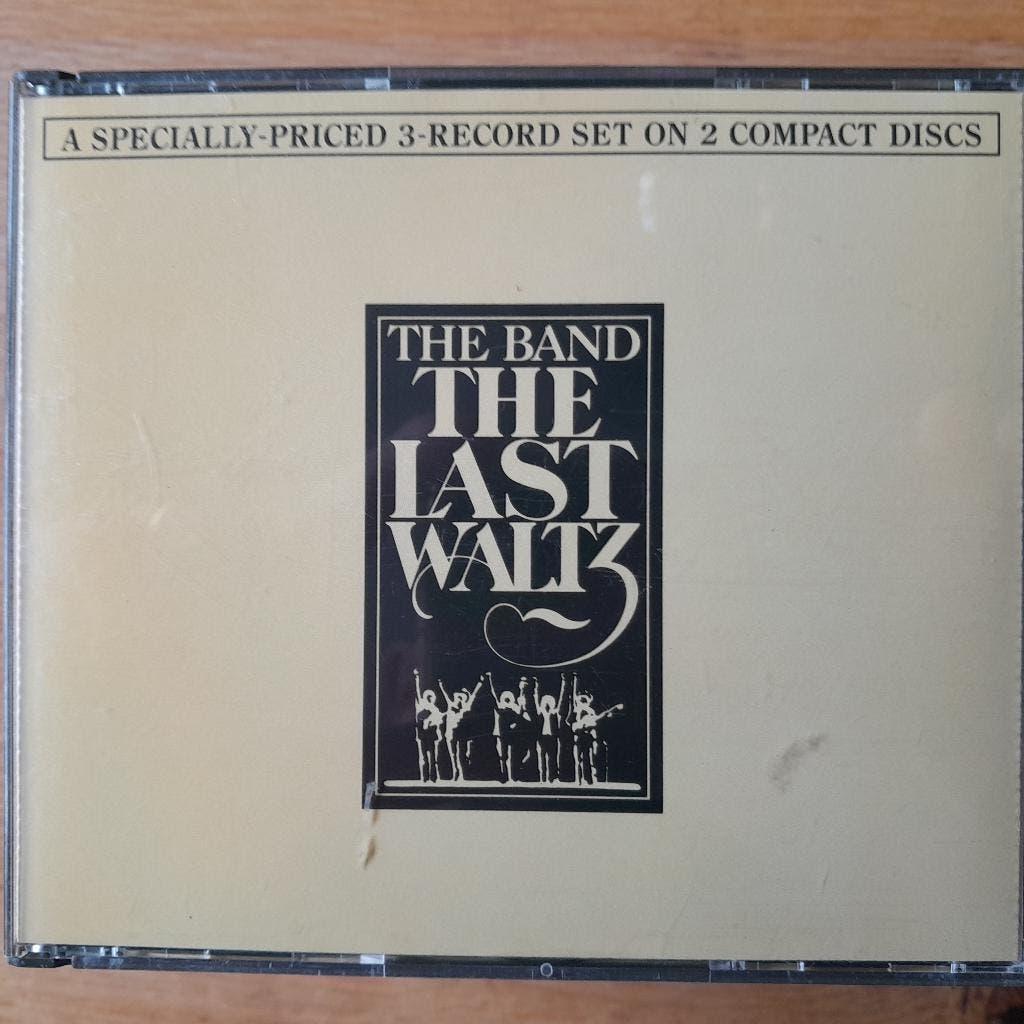 A SPECIALLY-PRICED 3-RECORD SET ON 2 COMPACT DISCS
THE BAND
THE
LAST
WALTZ